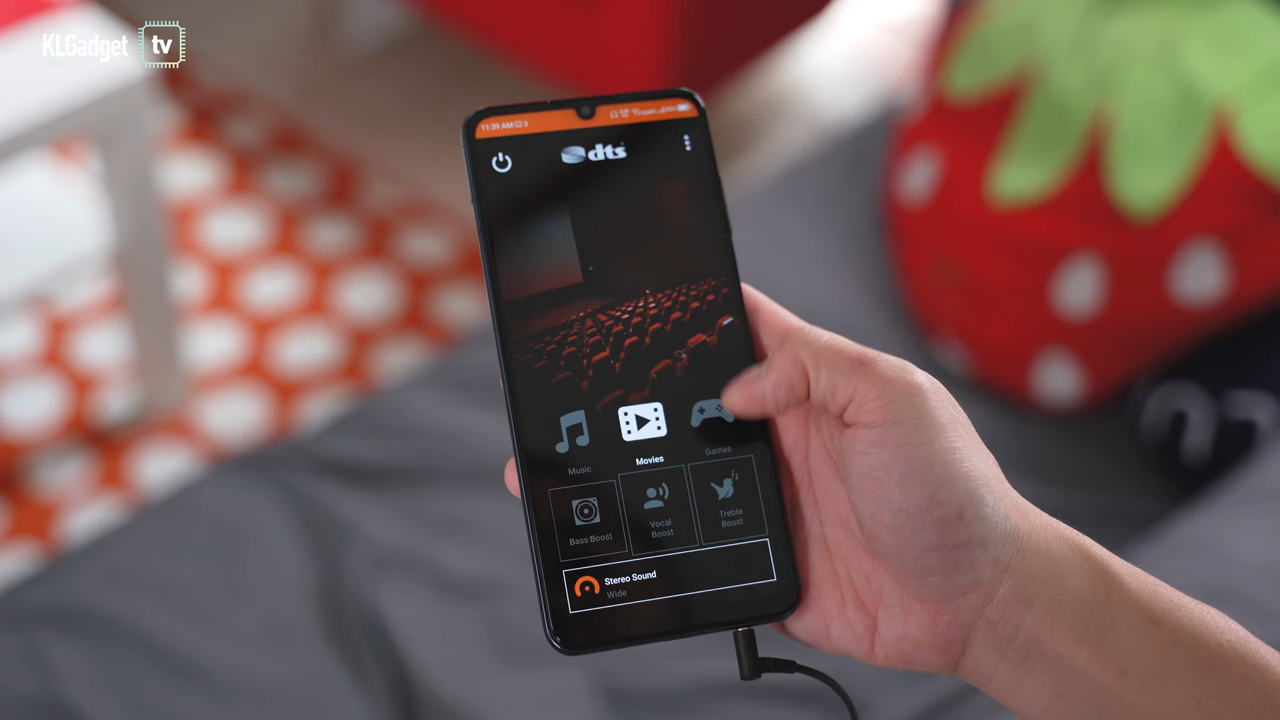 KLGadget tv
11:39 AM
dts
Music
Movies
Games
Bass Boost
Vocal
Boost
Treble
Boost
Stereo Sound
Wide